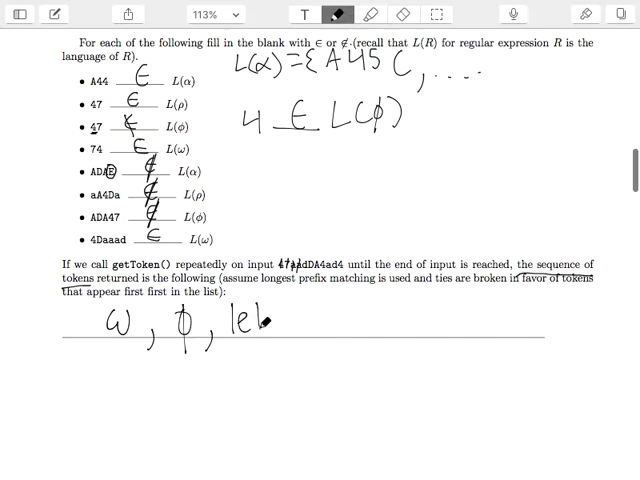 113%
T
For each of the following fill in the blank with ∈ or ∉.(recall that L(R) for regular expression R is the
language of R).
L(α)={A45C, .....
• A44 ∈ L(α)
• 47 ∈ L(ρ)
4 ∈ L(ϕ)
• 47 ∉ L(ϕ)
• 74 ∈ L(ω)
• ADAE ∉ L(α)
• aA4Da ∉ L(ρ)
• ADA47 ∉ L(ϕ)
• 4Daaad ∈ L(ω)
If we call getToken() repeatedly on input dDA4ad4 until the end of input is reached, the sequence of
tokens returned is the following (assume longest prefix matching is used and ties are broken in favor of tokens
that appear first first in the list):
ω, ϕ,